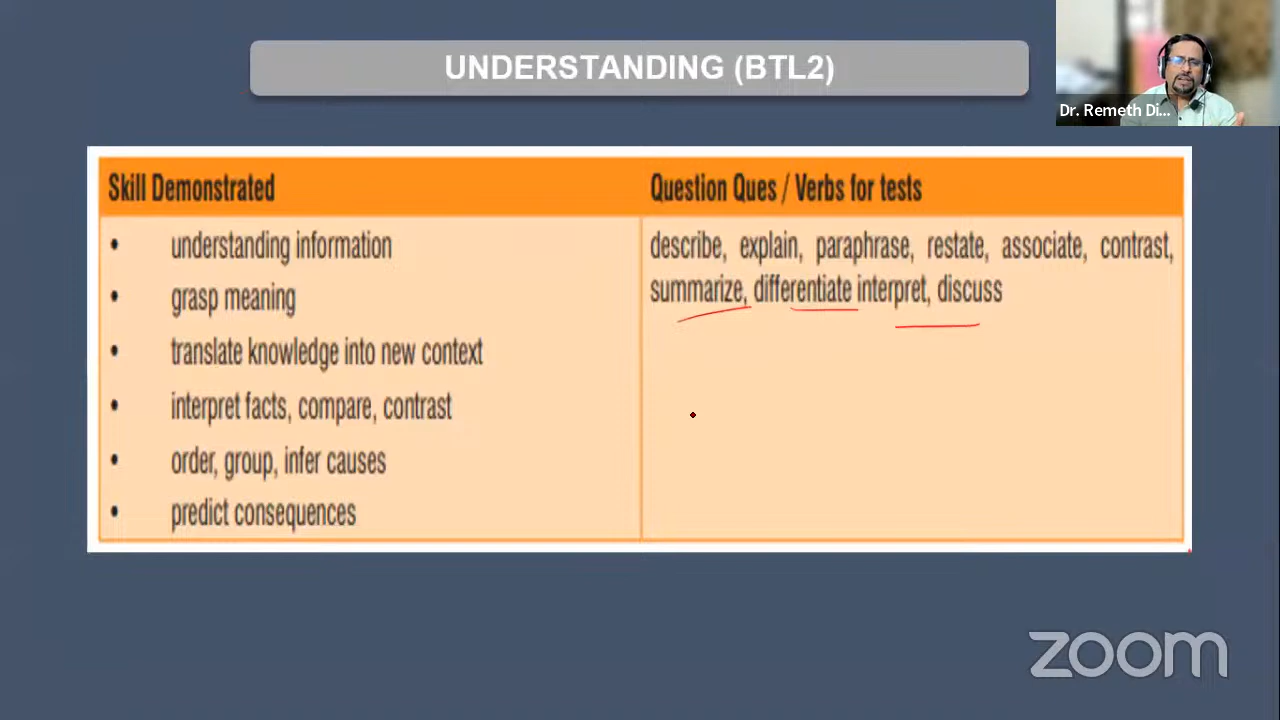 UNDERSTANDING (BTL2)
Dr. Remeth Di...
Skill Demonstrated
Question Ques / Verbs for tests
• understanding information
• grasp meaning
• translate knowledge into new context
• interpret facts, compare, contrast
• order, group, infer causes
• predict consequences
describe, explain, paraphrase, restate, associate, contrast,
summarize, differentiate interpret, discuss
zoom